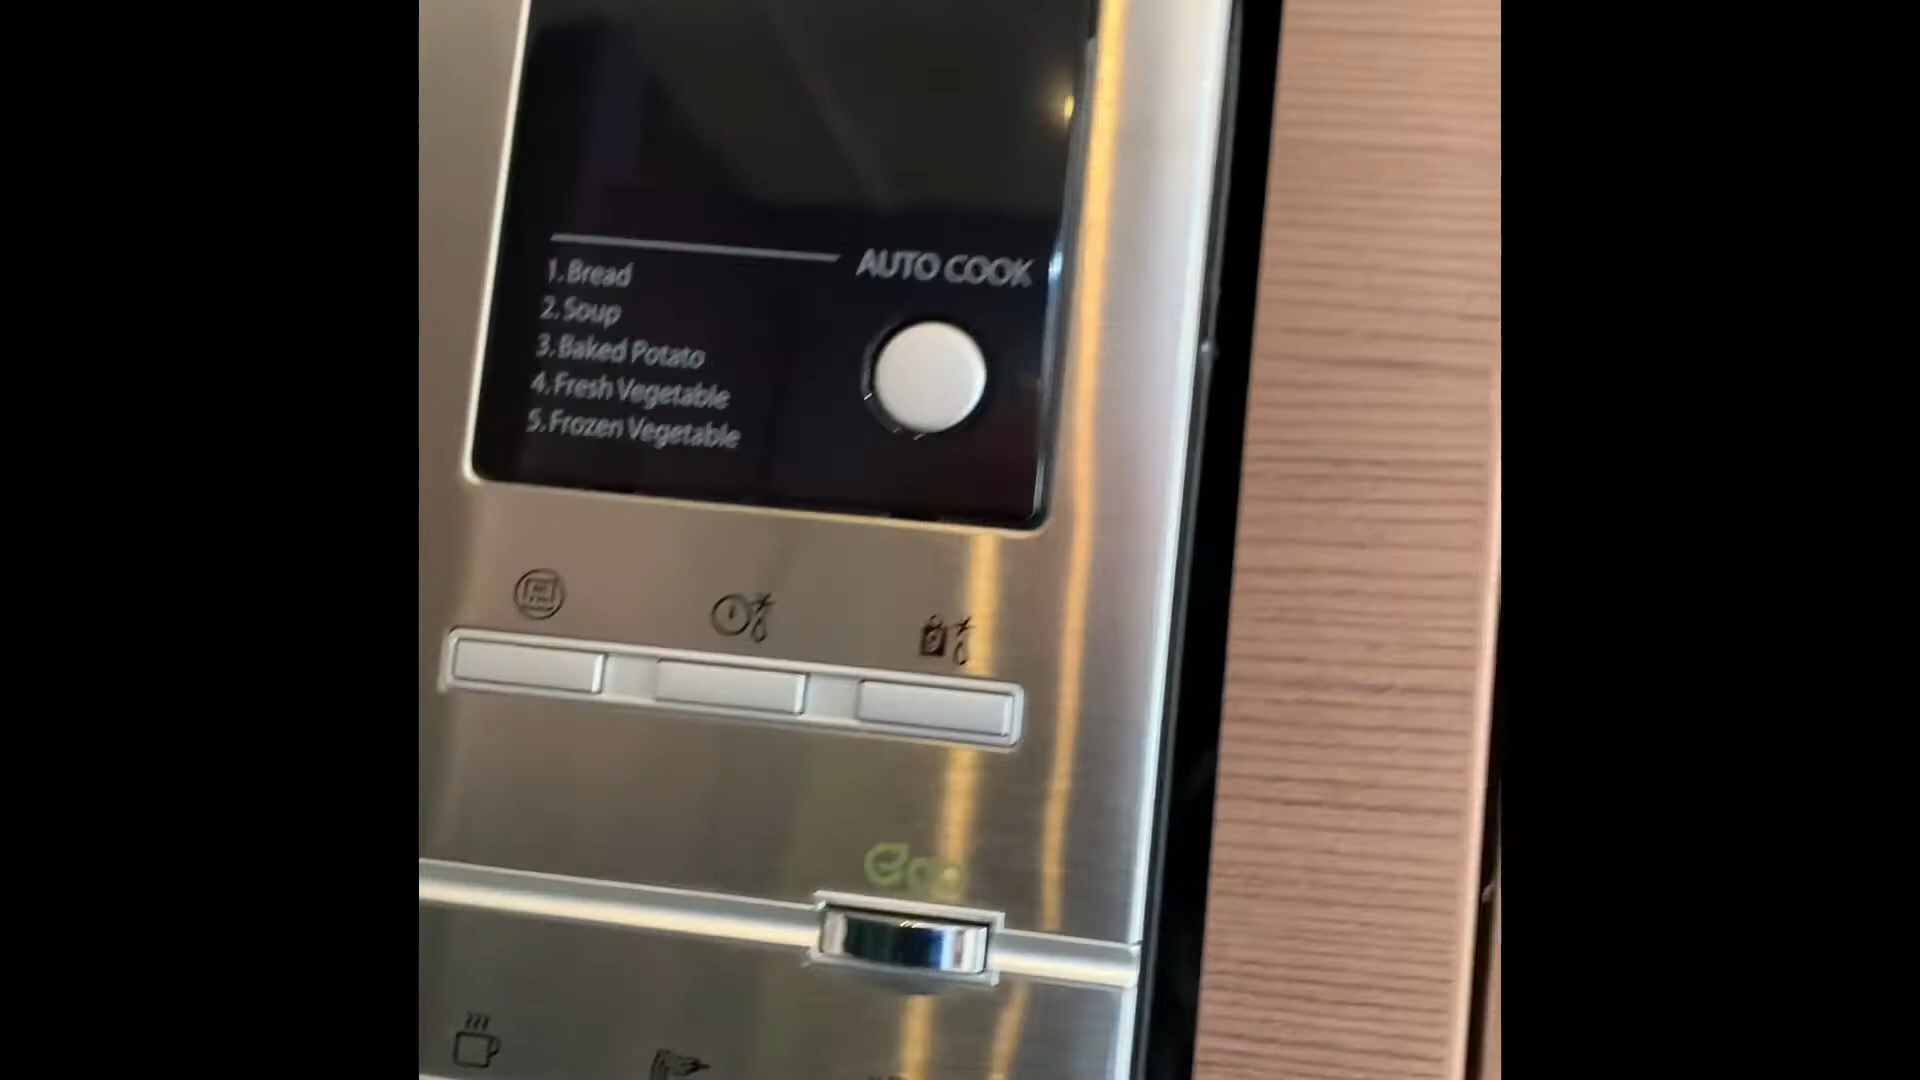 AUTO COOK
1. Bread
2. Soup
3. Baked Potato
4. Fresh Vegetable
5. Frozen Vegetable
eco